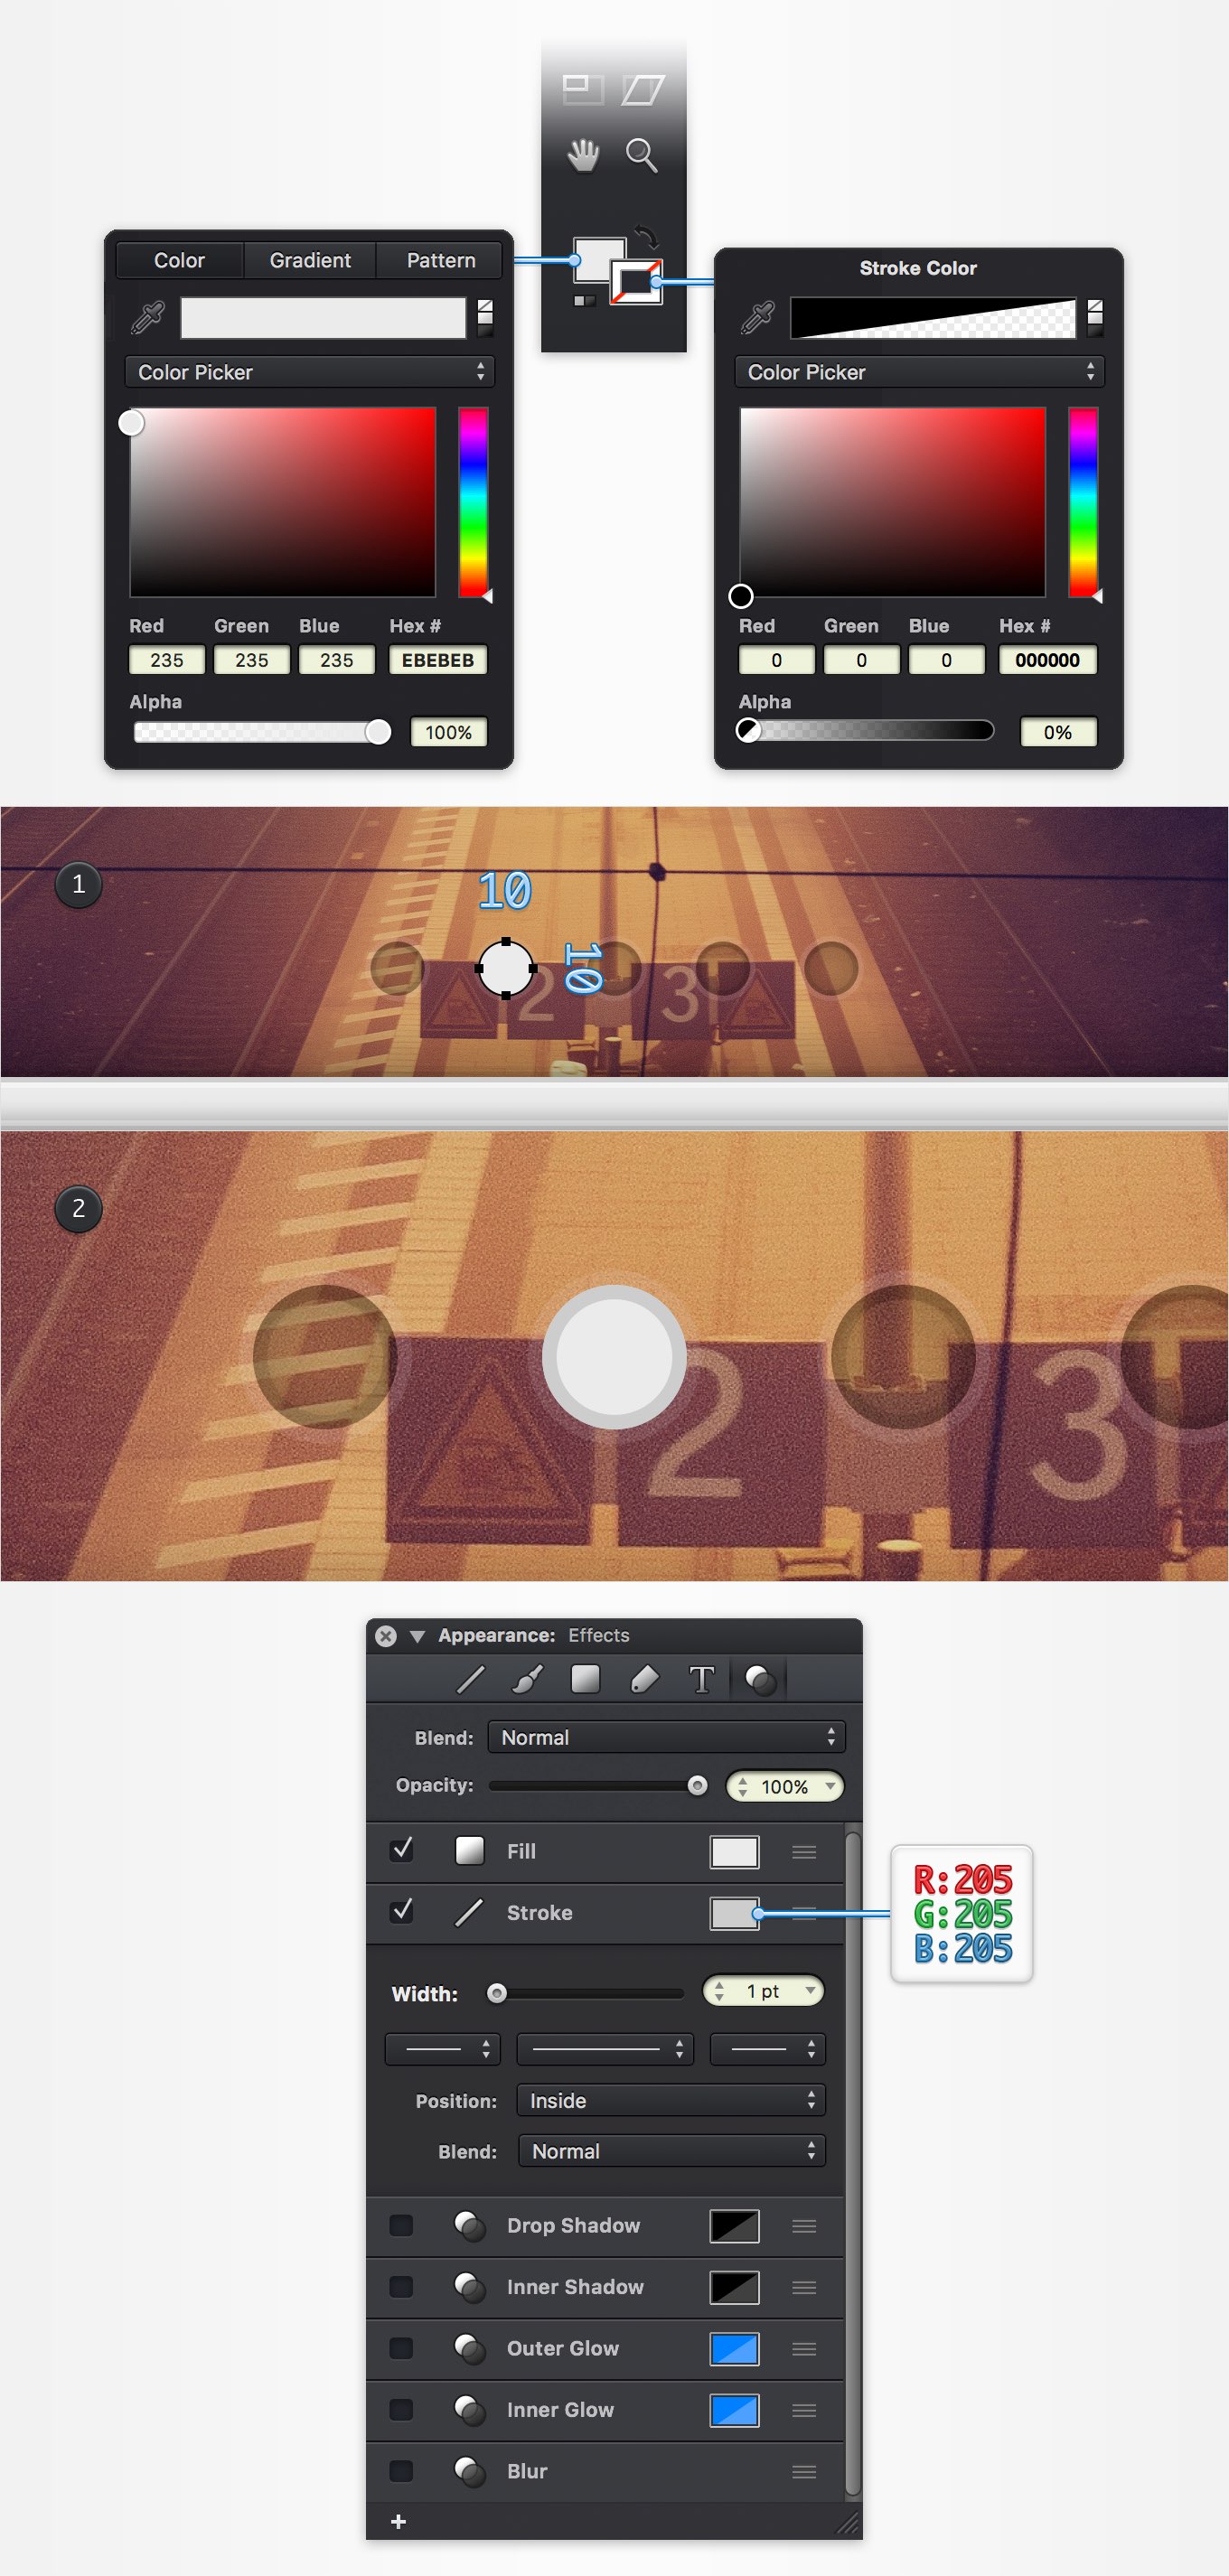 Color Gradient Pattern
Stroke Color
Color Picker
Color Picker
Red Green Blue Hex #
235 235 235 EBEBEB
Alpha
100%
Red Green Blue Hex #
0 0 0 000000
Alpha
0%
1
10
10
2 3
2
2 3
Appearance: Effects
T
Blend: Normal
Opacity: 100%
Fill
Stroke
R:205
G:205
B:205
Width: 1 pt
Position: Inside
Blend: Normal
Drop Shadow
Inner Shadow
Outer Glow
Inner Glow
Blur
+